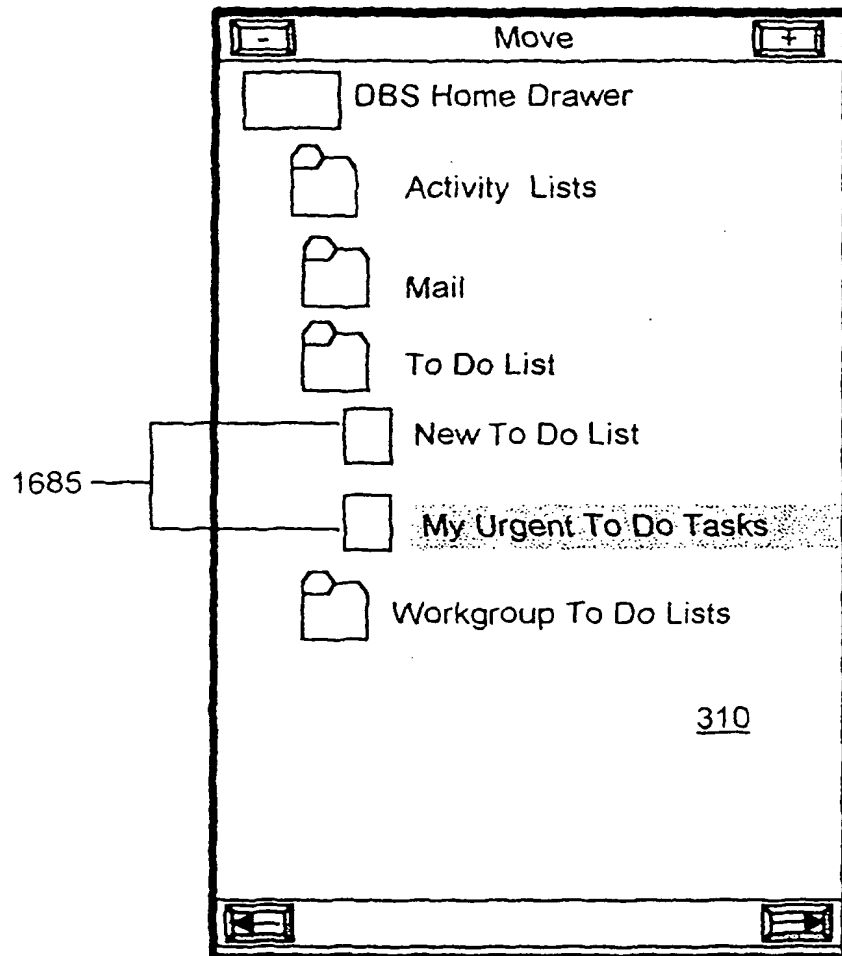 - Move +
DBS Home Drawer
Activity Lists
Mail
To Do List
New To Do List
1685
My Urgent To Do Tasks
Workgroup To Do Lists
310